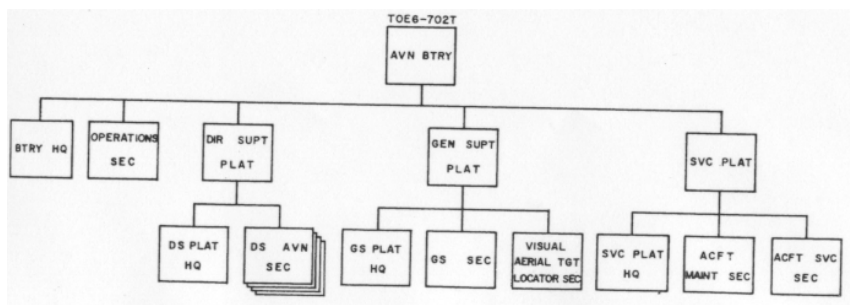 TOE6-702T
AVN BTRY
BTRY HQ
OPERATIONS
SEC
DIR SUPT
PLAT
GEN SUPT
PLAT
SVC PLAT
DS PLAT
HQ
DS AVN
SEC
GS PLAT
HQ
GS SEC
VISUAL
AERIAL TGT
LOCATOR SEC
SVC PLAT
HQ
ACFT
MAINT SEC
ACFT SVC
SEC